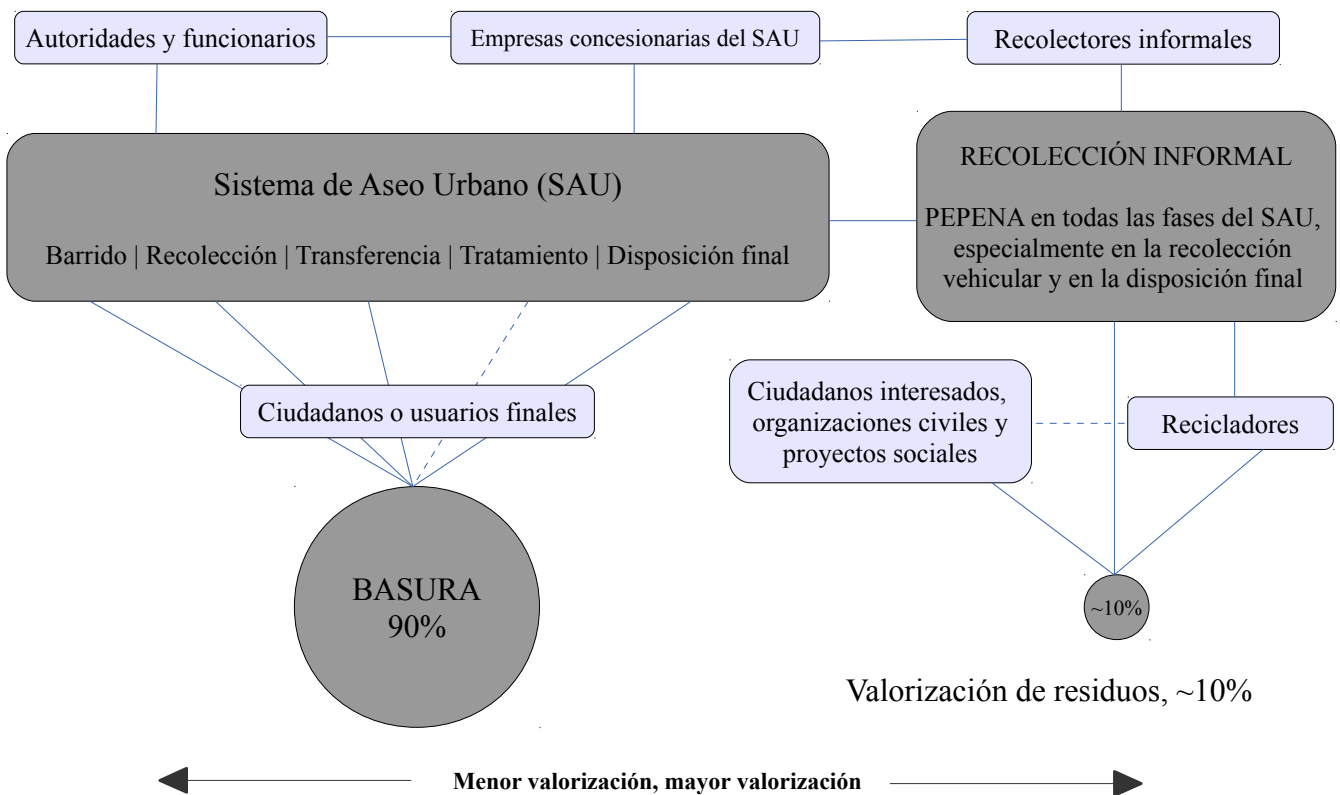 Autoridades y funcionarios
Empresas concesionarias del SAU
Recolectores informales
Sistema de Aseo Urbano (SAU)
Barrido | Recolección | Transferencia | Tratamiento | Disposición final
RECOLECCIÓN INFORMAL
PEPENA en todas las fases del SAU,
especialmente en la recolección
vehicular y en la disposición final
Ciudadanos o usuarios finales
Ciudadanos interesados,
organizaciones civiles y
proyectos sociales
Recicladores
BASURA
90%
~10%
Valorización de residuos, ~10%
Menor valorización, mayor valorización